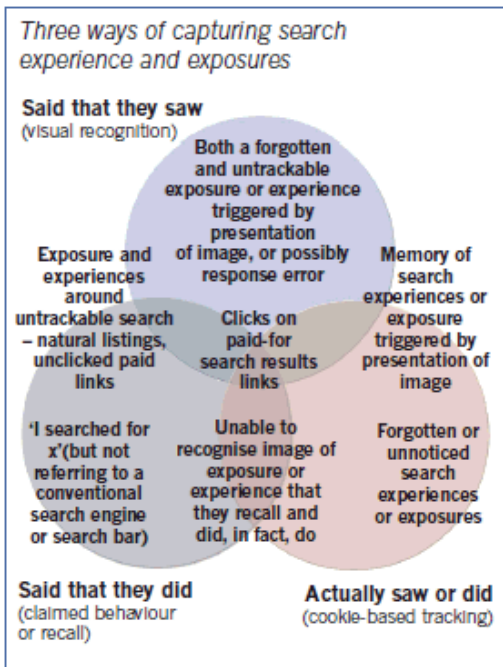 Three ways of capturing search
experience and exposures
Said that they saw
(visual recognition)
Both a forgotten
and untrackable
exposure or experience
triggered by
presentation
of image, or possibly
response error
Exposure and
experiences
around
untrackable search
– natural listings,
unclicked paid
links
Clicks on
paid-for
search results
links
Memory of
search
experiences or
exposure
triggered by
presentation of
image
'I searched for
x'(but not
referring to a
conventional
search engine
or search bar)
Unable to
recognise image of
exposure or
experience that
they recall and
did, in fact, do
Forgotten or
unnoticed
search
experiences
or exposures
Said that they did
(claimed behaviour
or recall)
Actually saw or did
(cookie-based tracking)